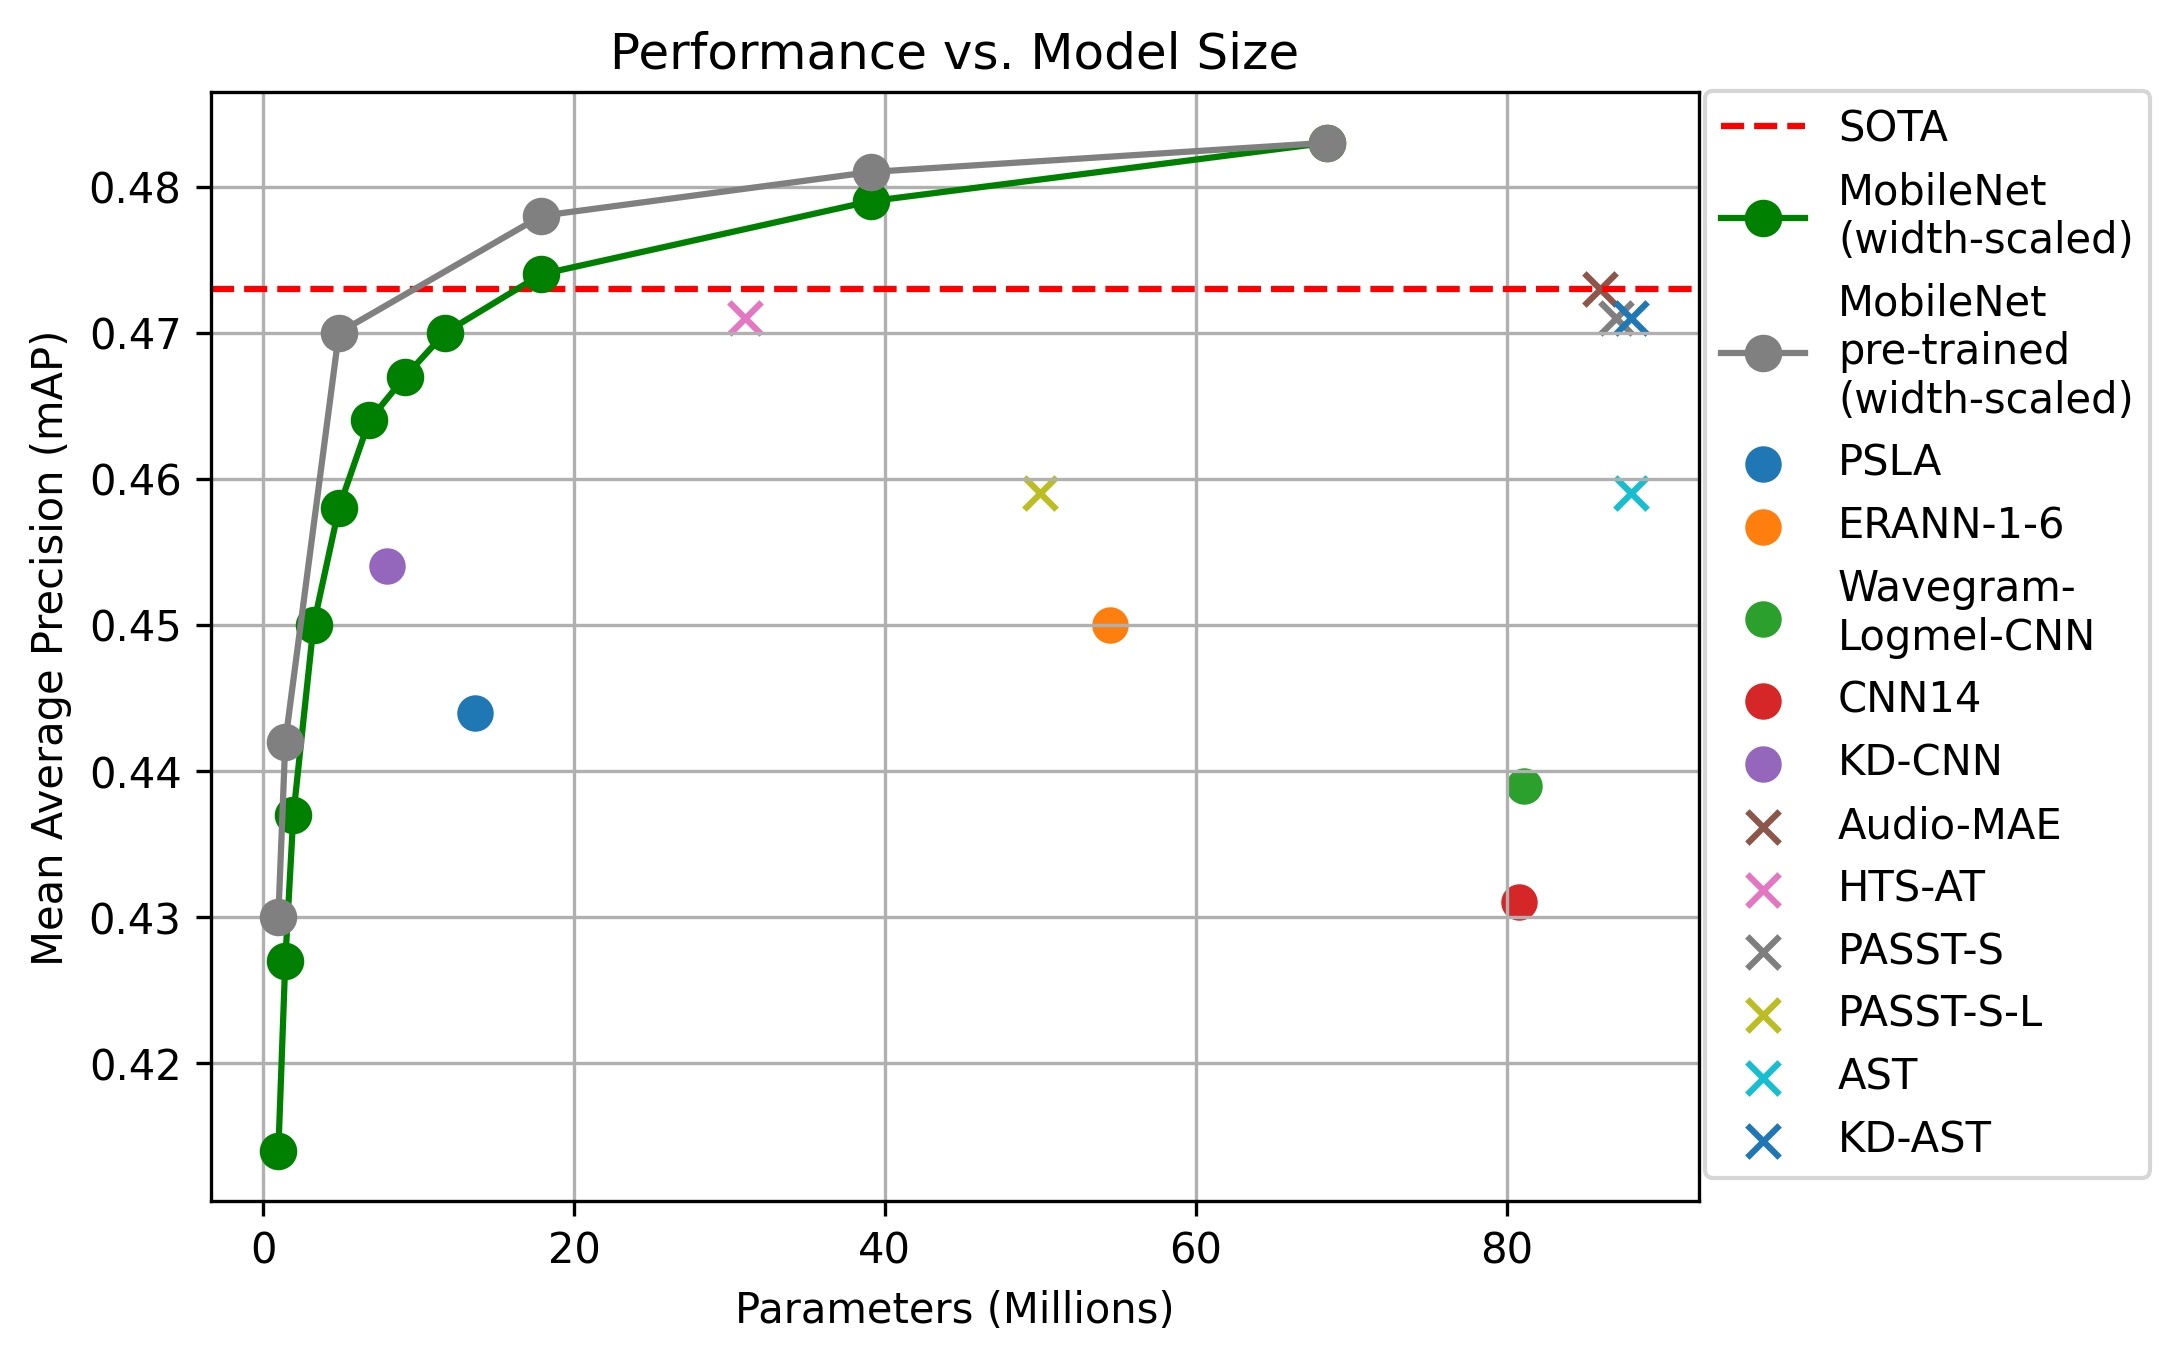 Performance vs. Model Size
Mean Average Precision (mAP)
0.48
0.47
0.46
0.45
0.44
0.43
0.42
0
20
40
60
80
Parameters (Millions)
SOTA
MobileNet
(width-scaled)
MobileNet
pre-trained
(width-scaled)
PSLA
ERANN-1-6
Wavegram-
Logmel-CNN
CNN14
KD-CNN
Audio-MAE
HTS-AT
PASST-S
PASST-S-L
AST
KD-AST